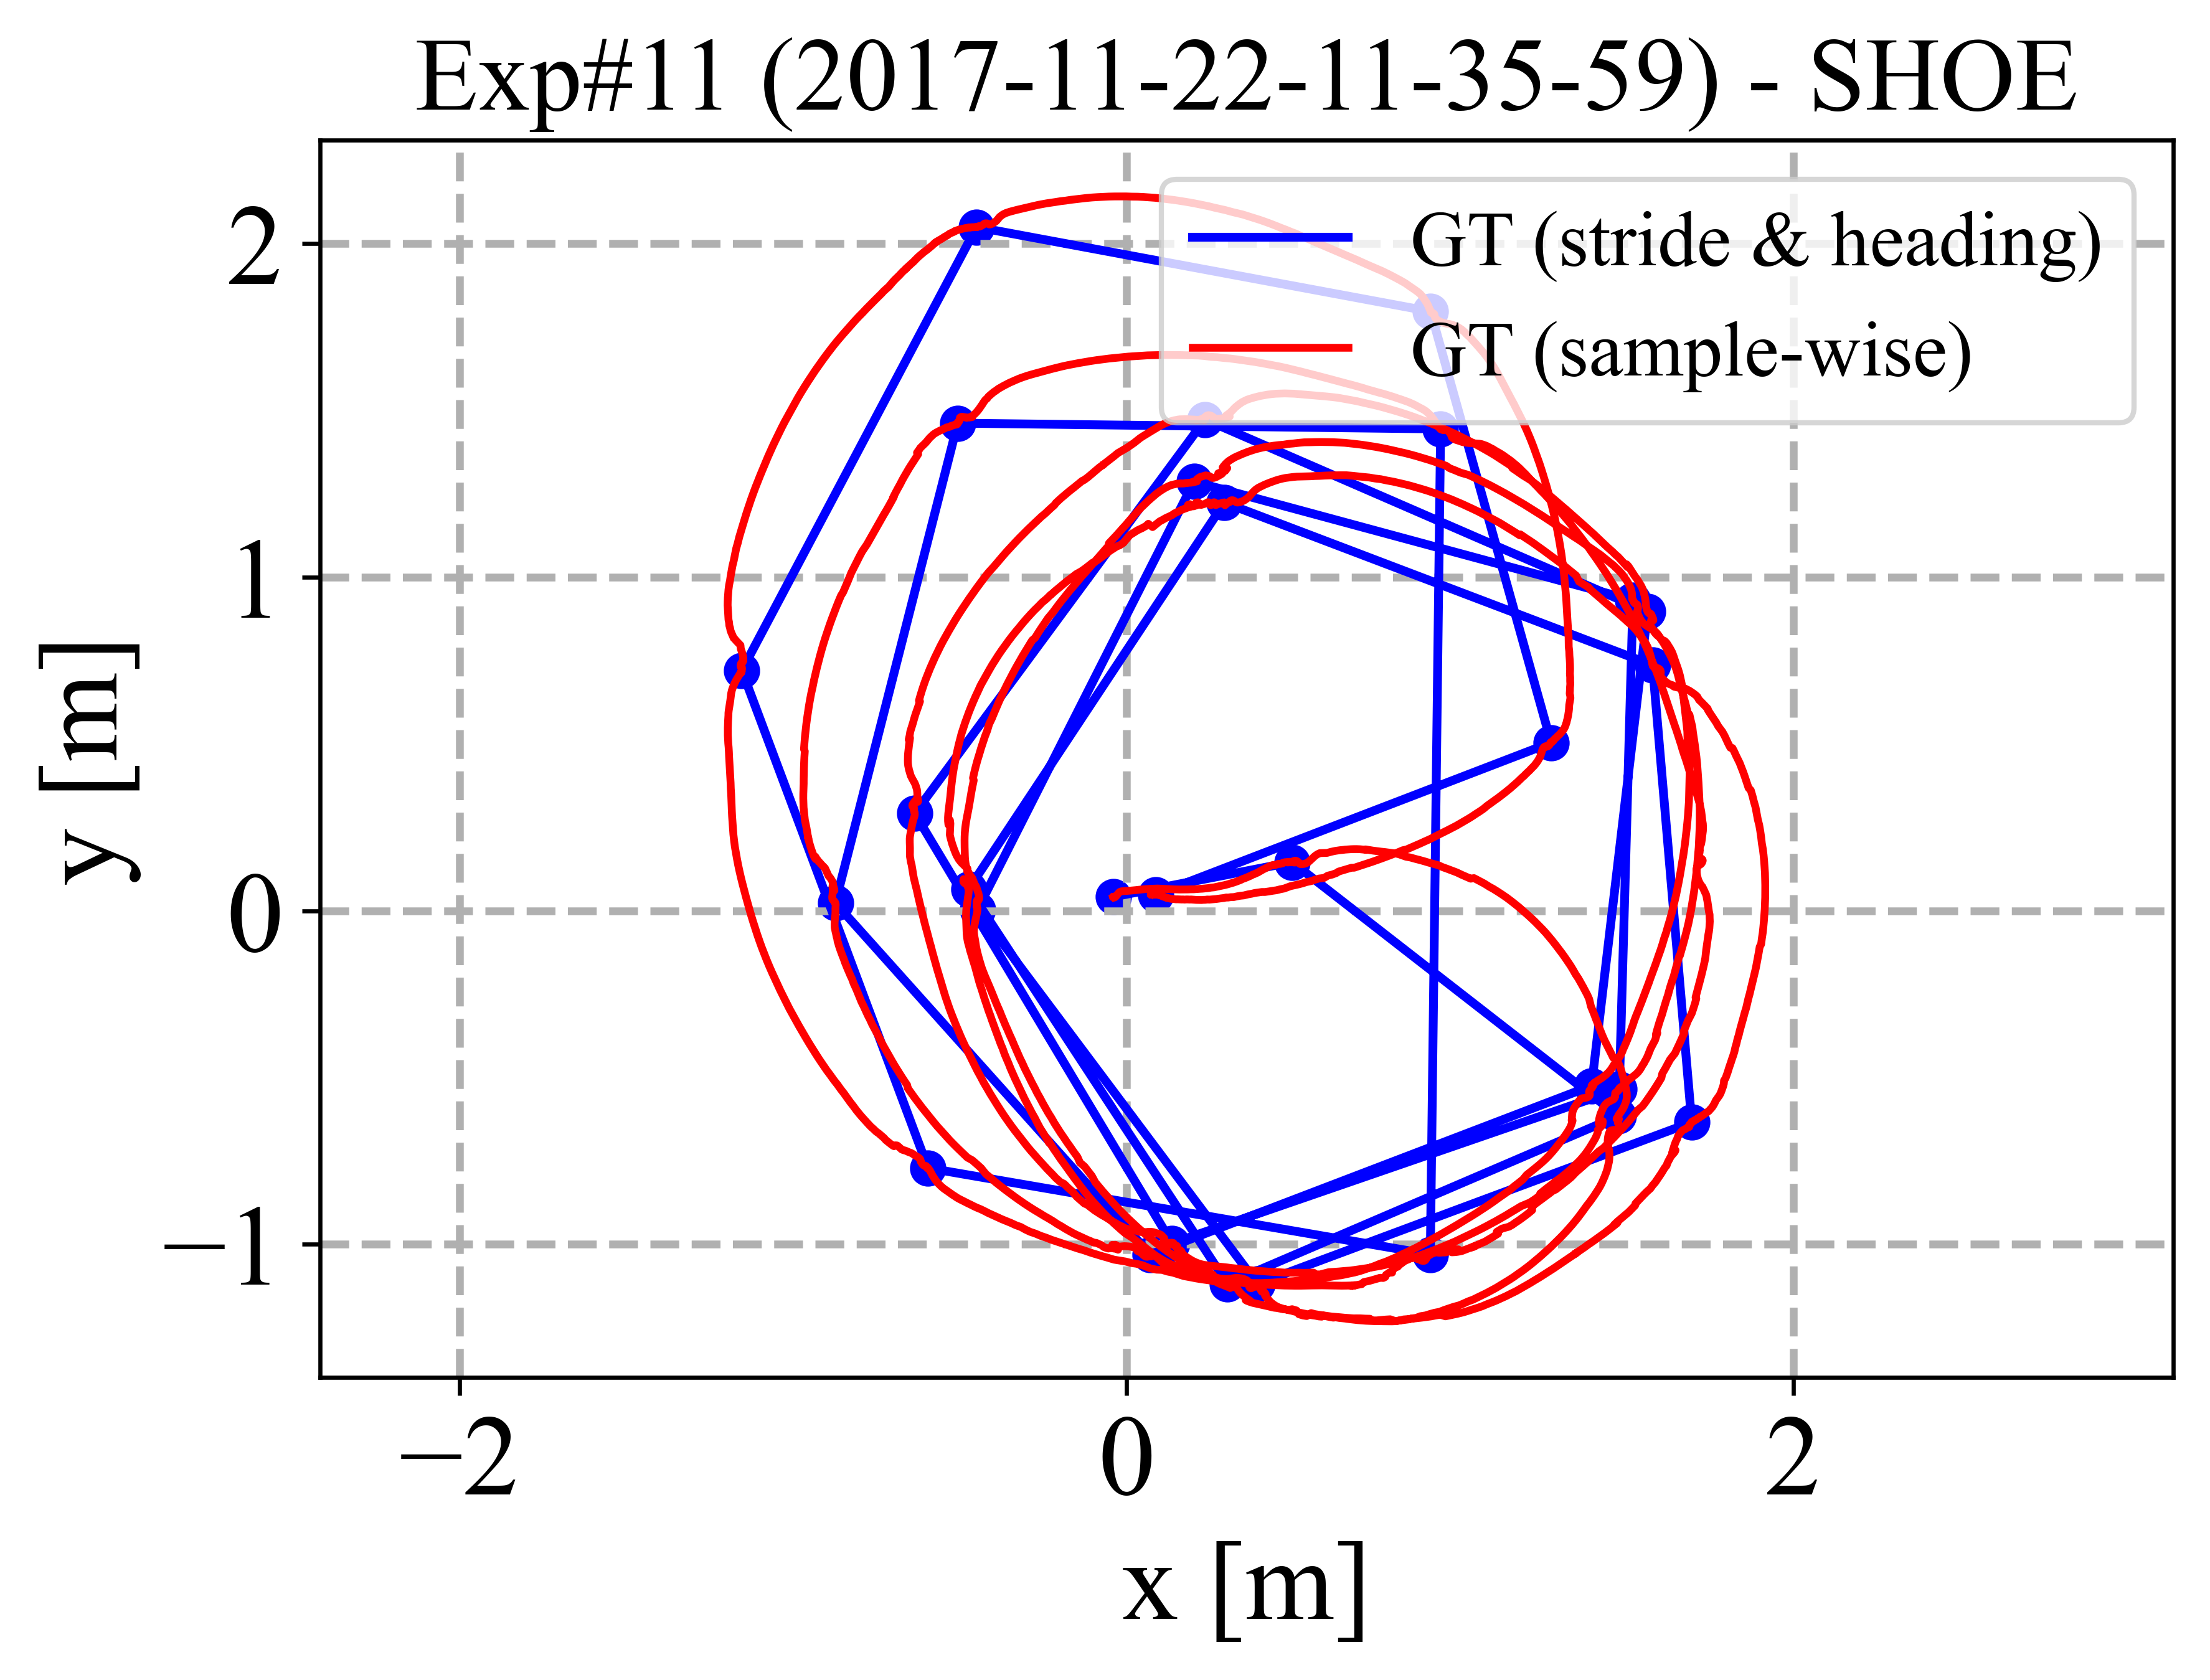 Exp#11 (2017-11-22-11-35-59) - SHOE
GT (stride & heading)
GT (sample-wise)
2
1
0
−1
y [m]
−2
0
2
x [m]